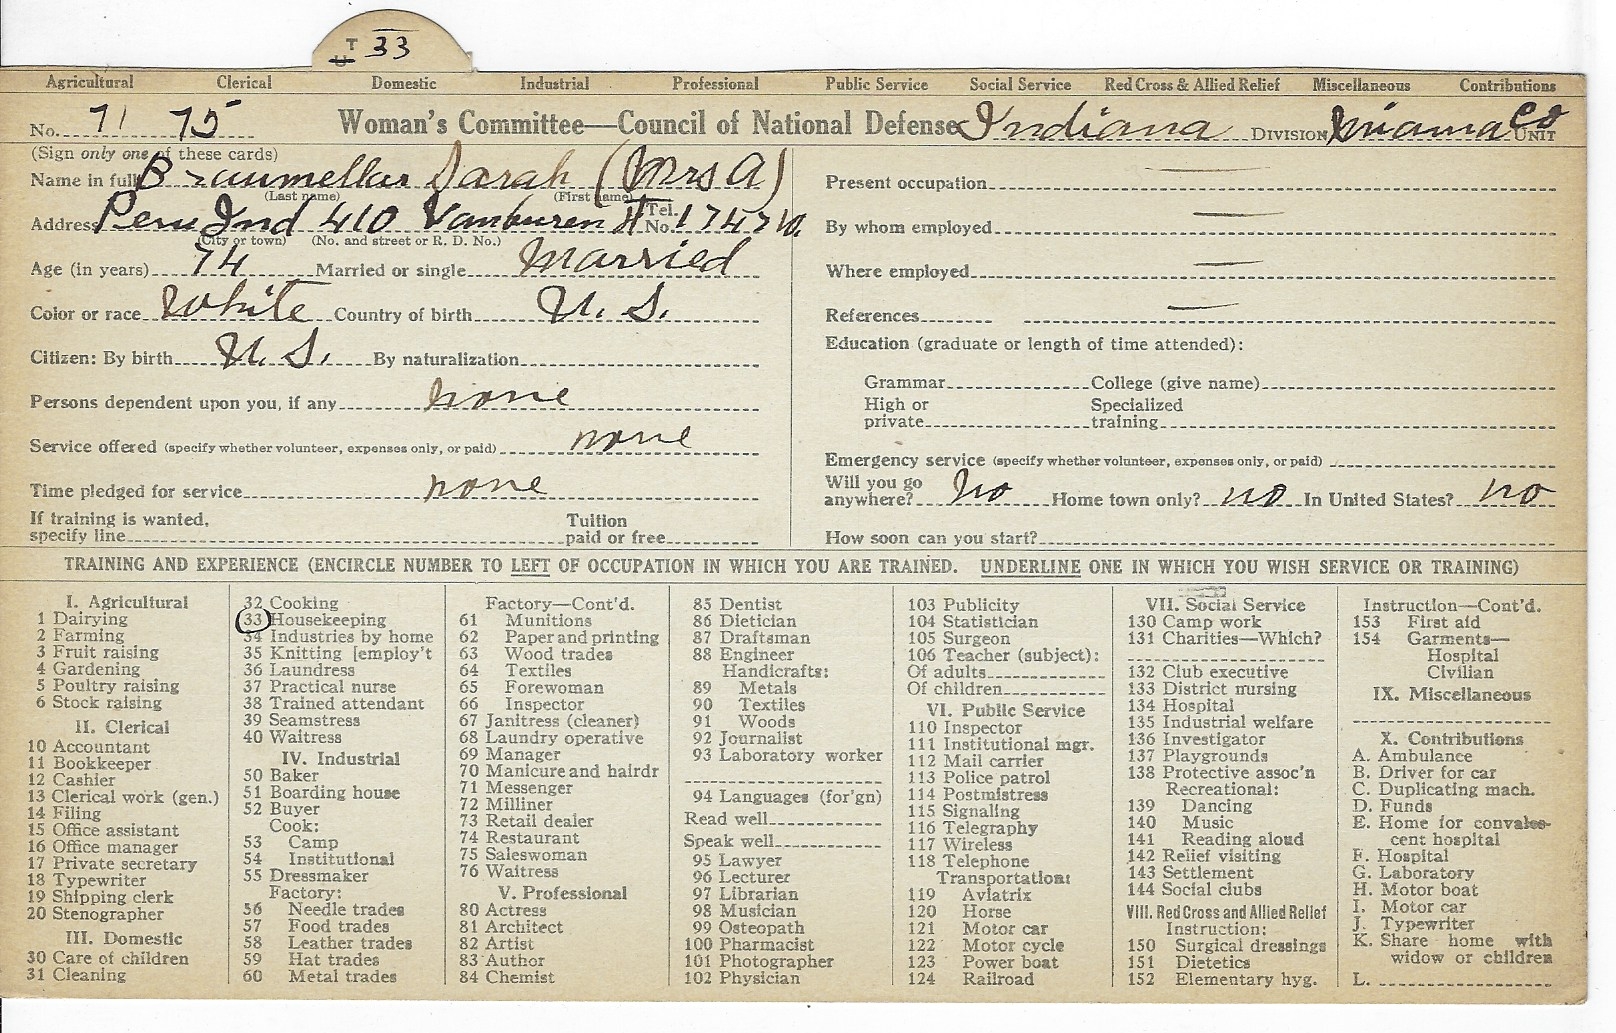 T 33
U
Agricultural Clerical Domestic Industrial Professional Public Service Social Service Red Cross & Allied Relief Miscellaneous Contributions
No. 71 75 Woman's Committee—Council of National Defense Indiana DIVISION Miama Co UNIT
(Sign only one of these cards)
Name in full Braumellar Sarah (Mrs A)
(Last name) (First name)
Address Peru Ind 410 Vanburen St Tel. No. 1747
(City or town) (No. and street or R. D. No.)
Age (in years) 74 Married or single Married
Color or race White Country of birth U. S.
Citizen: By birth U. S. By naturalization
Persons dependent upon you, if any none
Service offered (specify whether volunteer, expenses only, or paid) none
Time pledged for service none
If training is wanted, specify line Tuition paid or free
Present occupation —
By whom employed —
Where employed —
References —
Education (graduate or length of time attended):
Grammar College (give name)
High or private Specialized training
Emergency service (specify whether volunteer, expenses only, or paid)
Will you go anywhere? No Home town only? no In United States? no
How soon can you start?
TRAINING AND EXPERIENCE (ENCIRCLE NUMBER TO LEFT OF OCCUPATION IN WHICH YOU ARE TRAINED. UNDERLINE ONE IN WHICH YOU WISH SERVICE OR TRAINING)
I. Agricultural
1 Dairying
2 Farming
3 Fruit raising
4 Gardening
5 Poultry raising
6 Stock raising
II. Clerical
10 Accountant
11 Bookkeeper
12 Cashier
13 Clerical work (gen.)
14 Filing
15 Office assistant
16 Office manager
17 Private secretary
18 Typewriter
19 Shipping clerk
20 Stenographer
III. Domestic
30 Care of children
31 Cleaning
32 Cooking
33 Housekeeping
34 Industries by home
35 Knitting [employ't
36 Laundress
37 Practical nurse
38 Trained attendant
39 Seamstress
40 Waitress
IV. Industrial
50 Baker
51 Boarding house
52 Buyer
Cook:
53 Camp
54 Institutional
55 Dressmaker
Factory:
56 Needle trades
57 Food trades
58 Leather trades
59 Hat trades
60 Metal trades
Factory—Cont'd.
61 Munitions
62 Paper and printing
63 Wood trades
64 Textiles
65 Forewoman
66 Inspector
67 Janitress (cleaner)
68 Laundry operative
69 Manager
70 Manicure and hairdr
71 Messenger
72 Milliner
73 Retail dealer
74 Restaurant
75 Saleswoman
76 Waitress
V. Professional
80 Actress
81 Architect
82 Artist
83 Author
84 Chemist
85 Dentist
86 Dietician
87 Draftsman
88 Engineer
Handicrafts:
89 Metals
90 Textiles
91 Woods
92 Journalist
93 Laboratory worker
94 Languages (for'gn)
Read well
Speak well
95 Lawyer
96 Lecturer
97 Librarian
98 Musician
99 Osteopath
100 Pharmacist
101 Photographer
102 Physician
103 Publicity
104 Statistician
105 Surgeon
106 Teacher (subject):
Of adults
Of children
VI. Public Service
110 Inspector
111 Institutional mgr.
112 Mail carrier
113 Police patrol
114 Postmistress
115 Signaling
116 Telegraphy
117 Wireless
118 Telephone
Transportation:
119 Aviatrix
120 Horse
121 Motor car
122 Motor cycle
123 Power boat
124 Railroad
VII. Social Service
130 Camp work
131 Charities—Which?
132 Club executive
133 District nursing
134 Hospital
135 Industrial welfare
136 Investigator
137 Playgrounds
138 Protective assoc'n
Recreational:
139 Dancing
140 Music
141 Reading aloud
142 Relief visiting
143 Settlement
144 Social clubs
VIII. Red Cross and Allied Relief
Instruction:
150 Surgical dressings
151 Dietetics
152 Elementary hyg.
Instruction—Cont'd.
153 First aid
154 Garments—
Hospital
Civilian
IX. Miscellaneous
X. Contributions
A. Ambulance
B. Driver for car
C. Duplicating mach.
D. Funds
E. Home for convales-
cent hospital
F. Hospital
G. Laboratory
H. Motor boat
I. Motor car
J. Typewriter
K. Share home with
widow or children
L.